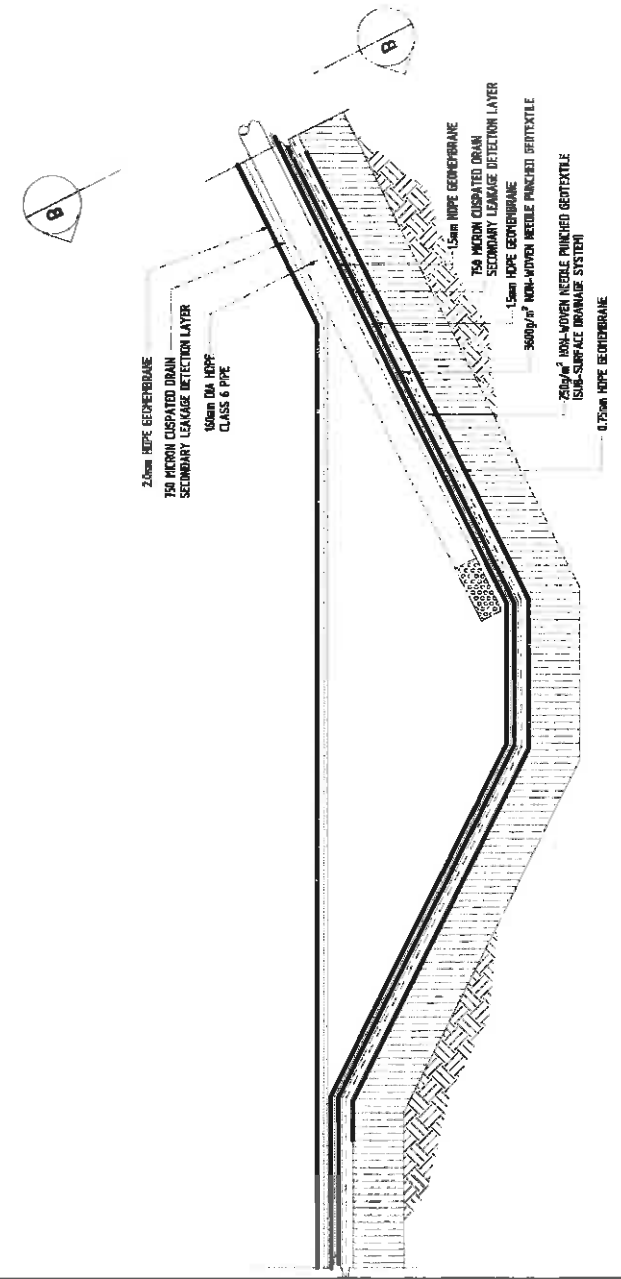 B
B
2.0mm HDPE GEOMEMBRANE
750 MICRON CUSPATED DRAIN
SECONDARY LEAKAGE DETECTION LAYER
160mm DIA HDPE
CLASS 6 PIPE
1.5mm HDPE GEOMEMBRANE
750 MICRON CUSPATED DRAIN
SECONDARY LEAKAGE DETECTION LAYER
1.5mm HDPE GEOMEMBRANE
3600g/m² NON-WOVEN NEEDLE PUNCHED GEOTEXTILE
250g/m² NON-WOVEN NEEDLE PUNCHED GEOTEXTILE
(SUB-SURFACE DRAINAGE SYSTEM)
0.75mm HDPE GEOMEMBRANE